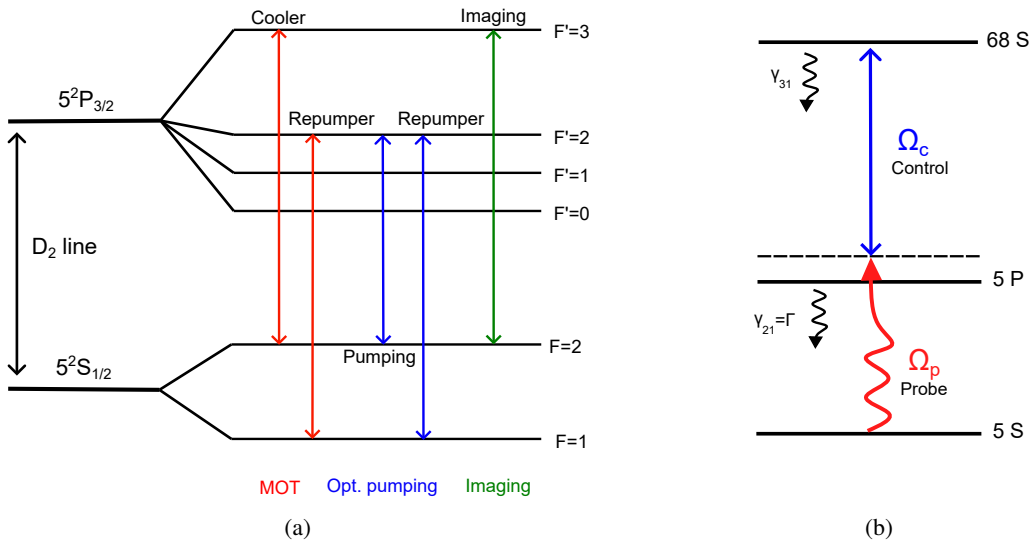 Cooler
Imaging
F'=3
5²P₃/₂
Repumper
Repumper
F'=2
F'=1
F'=0
D₂ line
5²S₁/₂
Pumping
F=2
F=1
MOT
Opt. pumping
Imaging
(a)
68 S
γ₃₁
Ωc
Control
5 P
γ₂₁=Γ
Ωp
Probe
5 S
(b)